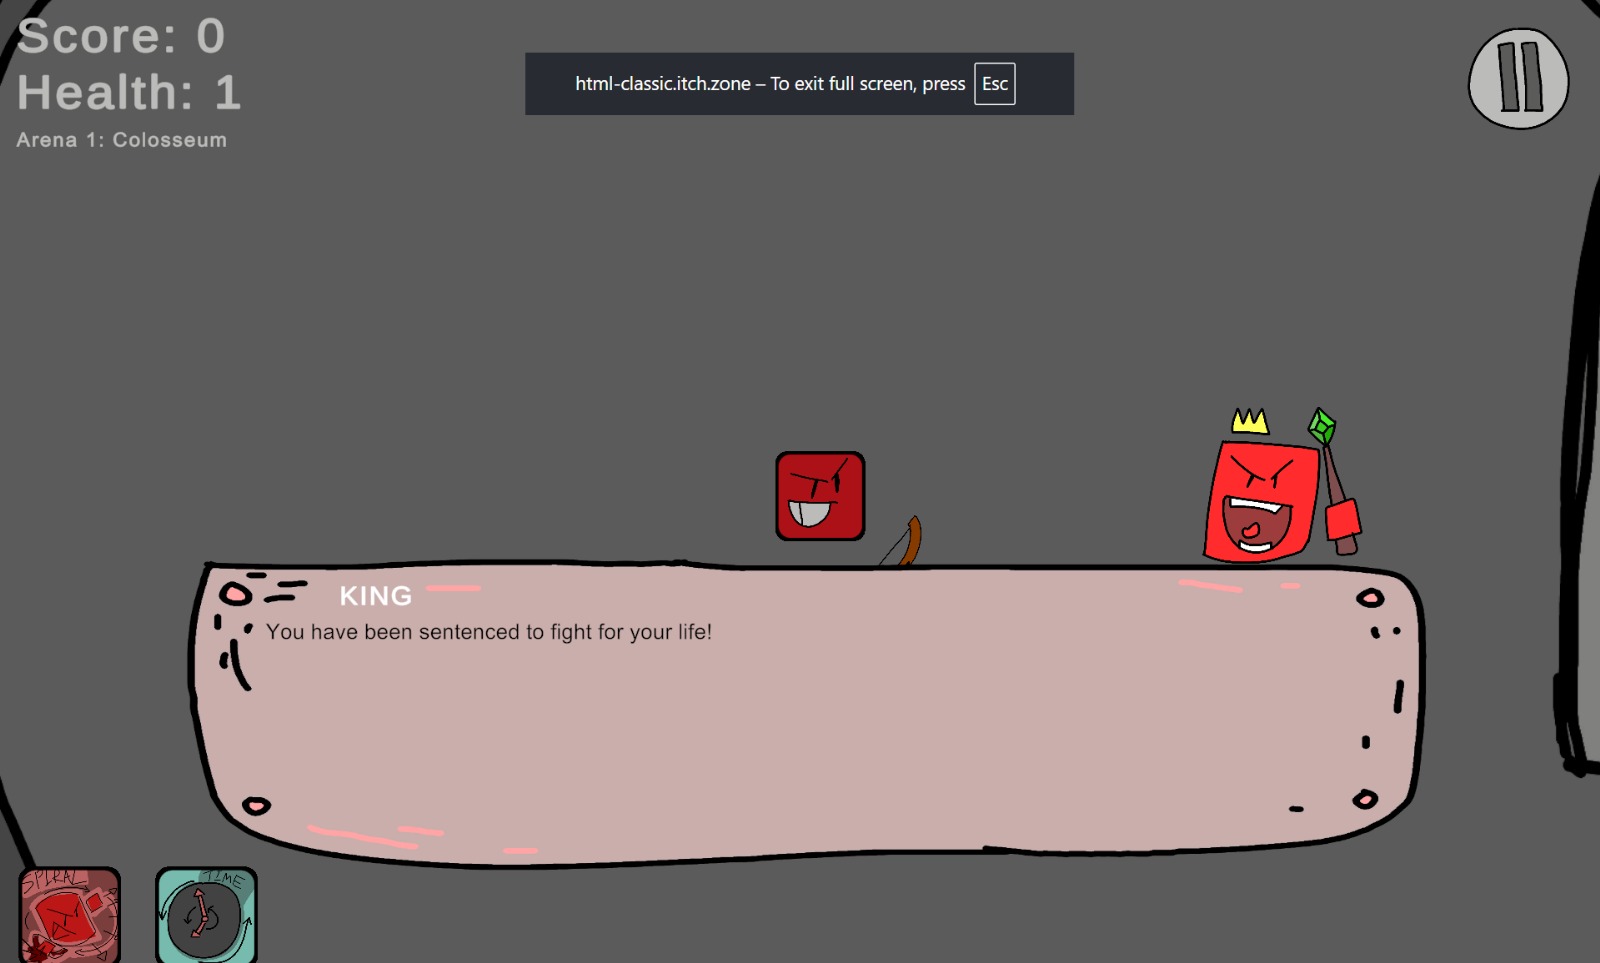 Score: 0
Health: 1
Arena 1: Colosseum
html-classic.itch.zone – To exit full screen, press Esc
KING
You have been sentenced to fight for your life!
SPIRAL
TIME